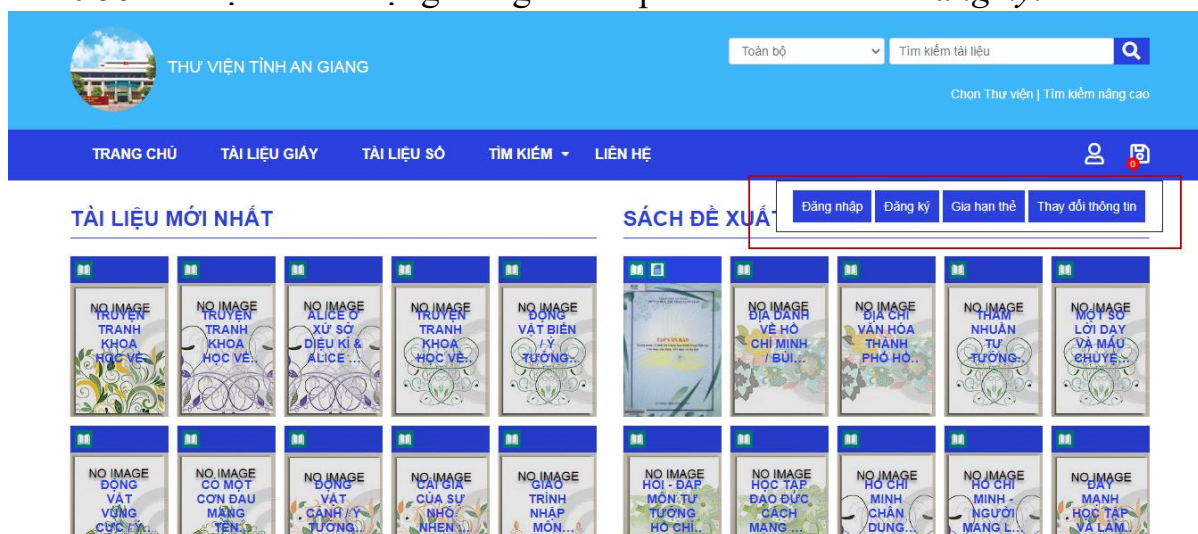 Toàn bộ
Tìm kiếm tài liệu
THƯ VIỆN TỈNH AN GIANG
Chọn Thư viện | Tìm kiếm nâng cao
TRANG CHỦ TÀI LIỆU GIẤY TÀI LIỆU SỐ TÌM KIẾM LIÊN HỆ
0
Đăng nhập Đăng ký Gia hạn thẻ Thay đổi thông tin
TÀI LIỆU MỚI NHẤT
NO IMAGE
TRUYỆN
TRANH
KHOA
HỌC VỀ..
NO IMAGE
TRUYỆN
TRANH
KHOA
HỌC VỀ..
NO IMAGE
ALICE Ở
XỨ SỞ
DIỆU KÌ &
ALICE ...
NO IMAGE
TRUYỆN
TRANH
KHOA
HỌC VỀ..
NO IMAGE
ĐỘNG
VẬT BIỂN
/ Ý
TƯỞNG..
NO IMAGE
ĐỘNG
VẬT
VÙNG
CỰC / Ý..
NO IMAGE
CÓ MỘT
CƠN ĐAU
MANG
TÊN...
NO IMAGE
ĐỘNG
VẬT
CẠNH / Ý
TƯỞNG..
NO IMAGE
CÁI GIÁ
CỦA SỰ
NHỎ
NHEN ...
NO IMAGE
GIÁO
TRÌNH
NHẬP
MÔN...
SÁCH ĐỀ XUẤT
NO IMAGE
ĐỊA DANH
VỀ HỒ
CHÍ MINH
/ BÙI...
NO IMAGE
ĐỊA CHÍ
VĂN HÓA
THÀNH
PHỐ HỒ..
NO IMAGE
THẤM
NHUẦN
TƯ
TƯỞNG..
NO IMAGE
MỘT SỐ
LỜI DẠY
VÀ MẨU
CHUYỆ...
NO IMAGE
HỎI - ĐÁP
MÔN TƯ
TƯỞNG
HỒ CHÍ...
NO IMAGE
HỌC TẬP
ĐẠO ĐỨC
CÁCH
MẠNG ...
NO IMAGE
HỒ CHÍ
MINH
CHÂN
DUNG...
NO IMAGE
HỒ CHÍ
MINH -
NGƯỜI
MANG L...
NO IMAGE
ĐẨY
MẠNH
HỌC TẬP
VÀ LÀM..